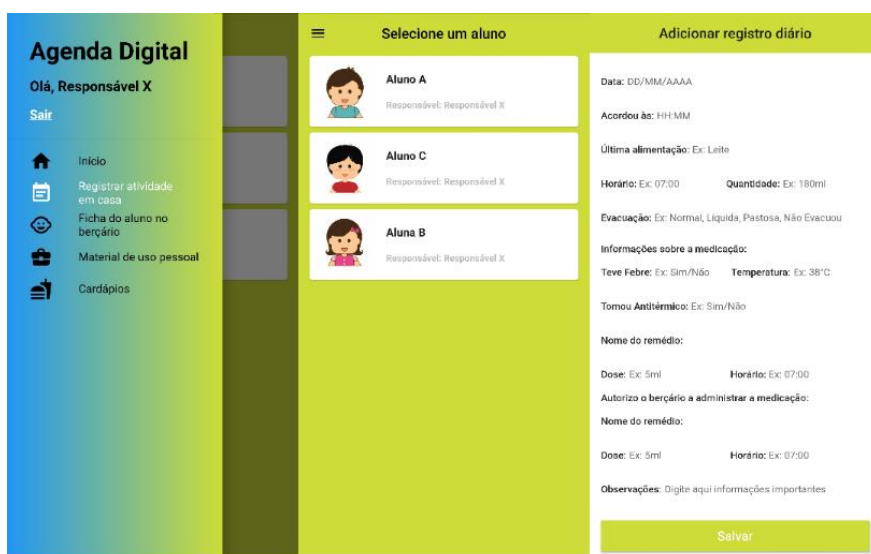 Agenda Digital
Olá, Responsável X
Sair
Início
Registrar atividade
em casa
Ficha do aluno no
berçário
Material de uso pessoal
Cardápios
Selecione um aluno
Aluno A
Responsável: Responsável X
Aluno C
Responsável: Responsável X
Aluna B
Responsável: Responsável X
Adicionar registro diário
Data: DD/MM/AAAA
Acordou às: HH:MM
Última alimentação: Ex: Leite
Horário: Ex: 07:00 Quantidade: Ex: 180ml
Evacuação: Ex: Normal, Líquida, Pastosa, Não Evacuou
Informações sobre a medicação:
Teve Febre: Ex: Sim/Não Temperatura: Ex: 38°C
Tomou Antitérmico: Ex: Sim/Não
Nome do remédio:
Dose: Ex: 5ml Horário: Ex: 07:00
Autorizo o berçário a administrar a medicação:
Nome do remédio:
Dose: Ex: 5ml Horário: Ex: 07:00
Observações: Digite aqui informações importantes
Salvar